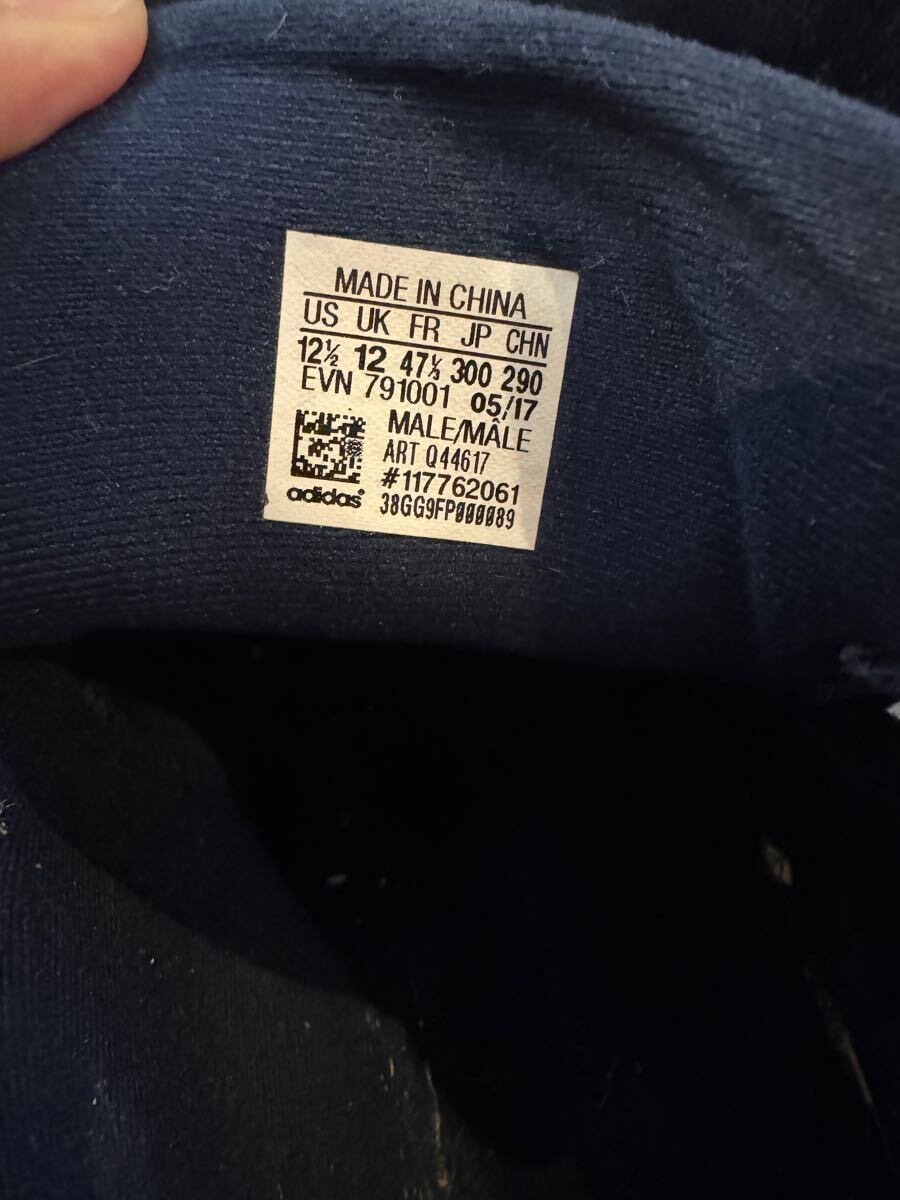 MADE IN CHINA
US UK FR JP CHN
12½ 12 47⅓ 300 290
EVN 791001 05/17
MALE/MÂLE
ART Q44617
#117762061
adidas® 38GG9FP000089